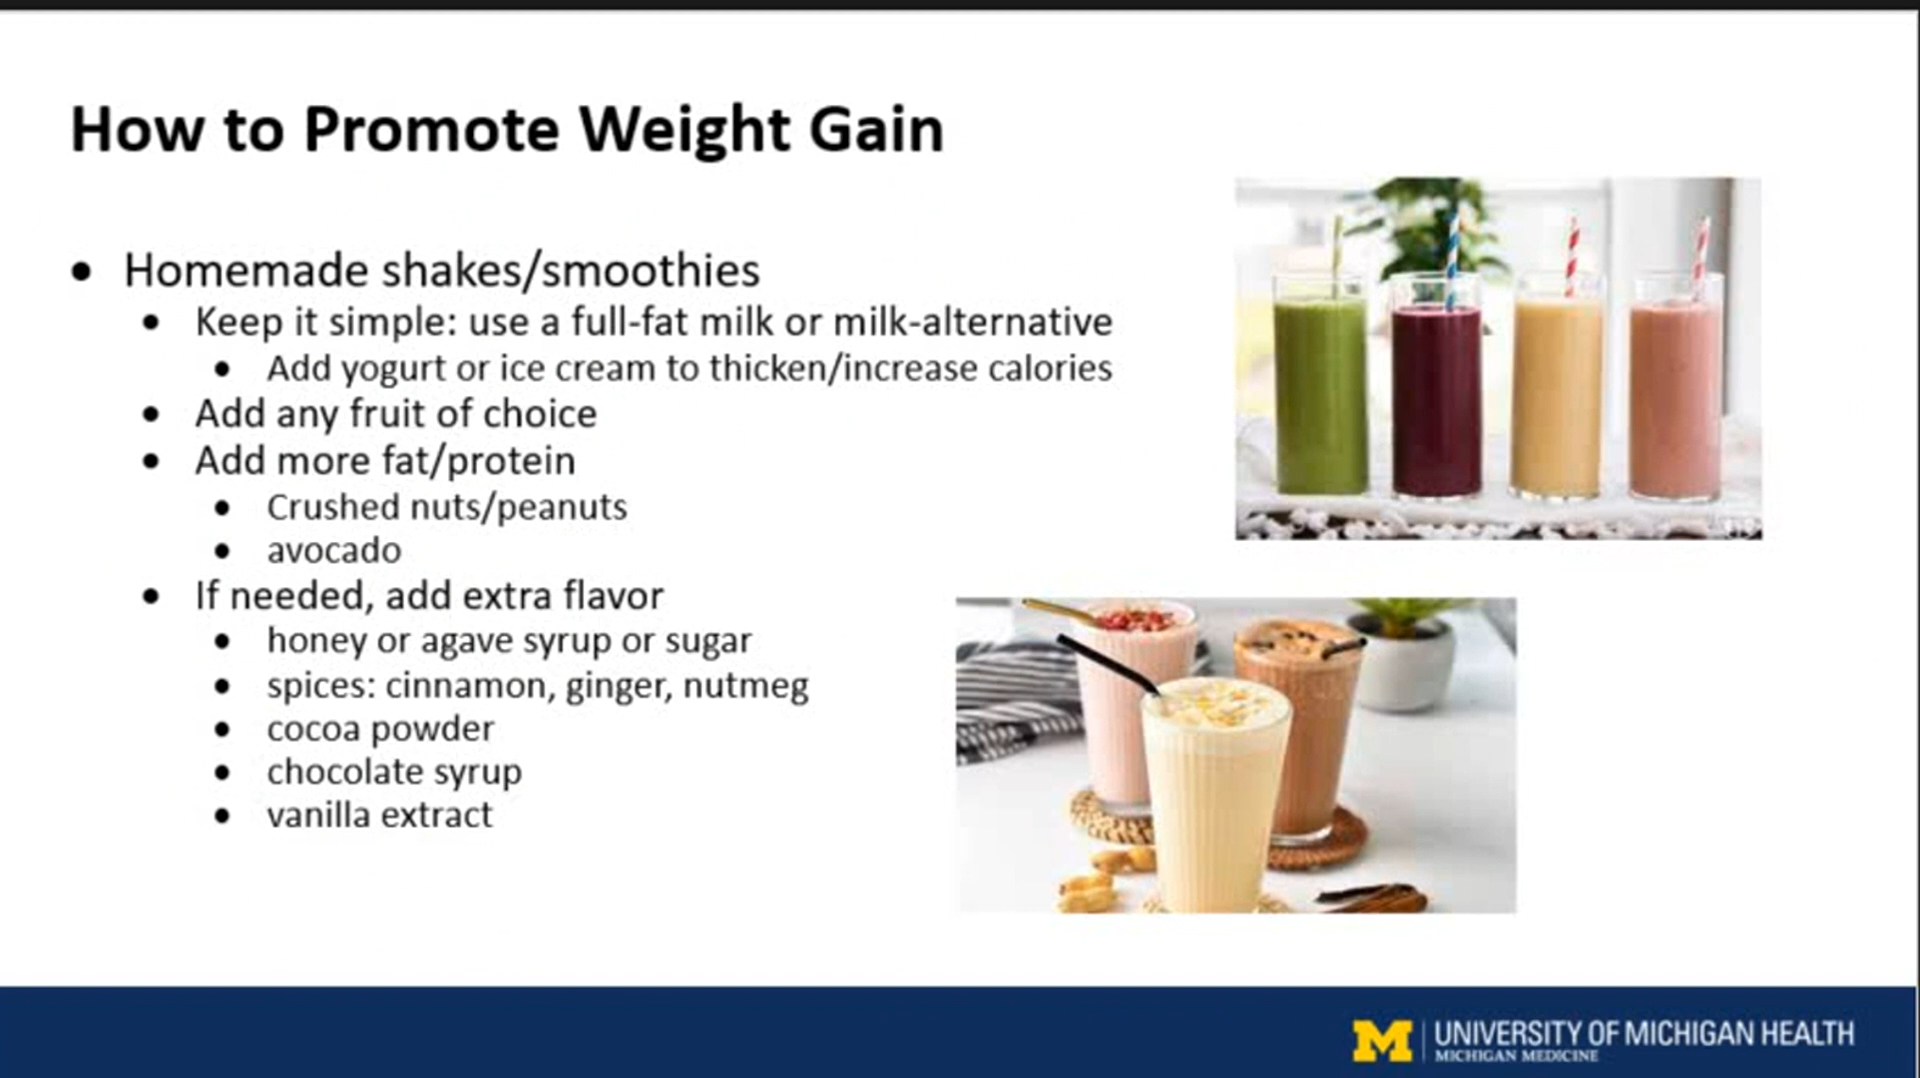 How to Promote Weight Gain
• Homemade shakes/smoothies
• Keep it simple: use a full-fat milk or milk-alternative
• Add yogurt or ice cream to thicken/increase calories
• Add any fruit of choice
• Add more fat/protein
• Crushed nuts/peanuts
• avocado
• If needed, add extra flavor
• honey or agave syrup or sugar
• spices: cinnamon, ginger, nutmeg
• cocoa powder
• chocolate syrup
• vanilla extract
M UNIVERSITY OF MICHIGAN HEALTH
MICHIGAN MEDICINE